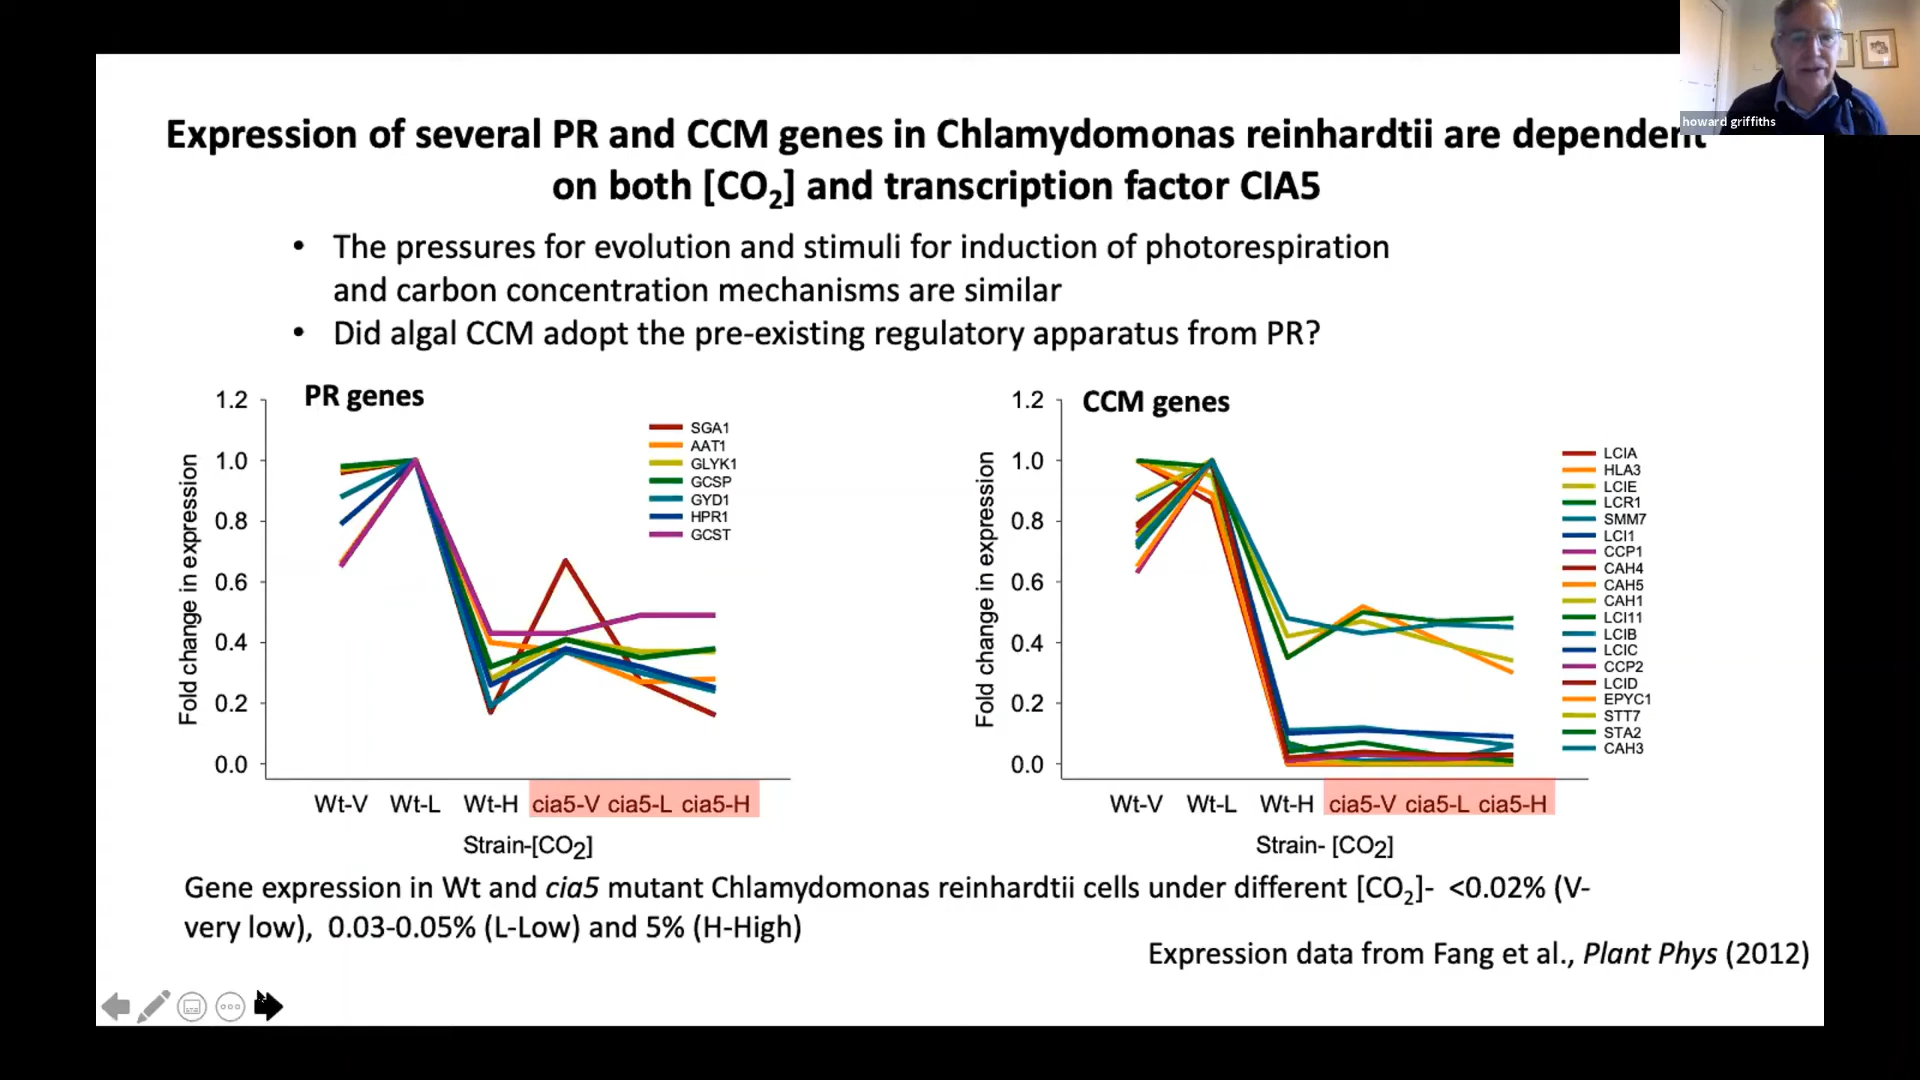 howard griffiths
Expression of several PR and CCM genes in Chlamydomonas reinhardtii are dependent
on both [CO₂] and transcription factor CIA5
• The pressures for evolution and stimuli for induction of photorespiration
and carbon concentration mechanisms are similar
• Did algal CCM adopt the pre-existing regulatory apparatus from PR?
PR genes
Fold change in expression
1.2
1.0
0.8
0.6
0.4
0.2
0.0
SGA1
AAT1
GLYK1
GCSP
GYD1
HPR1
GCST
Wt-V Wt-L Wt-H cia5-V cia5-L cia5-H
Strain-[CO2]
CCM genes
Fold change in expression
1.2
1.0
0.8
0.6
0.4
0.2
0.0
LCIA
HLA3
LCIE
LCR1
SMM7
LCI1
CCP1
CAH4
CAH5
CAH1
LCI11
LCIB
LCIC
CCP2
LCID
EPYC1
STT7
STA2
CAH3
Wt-V Wt-L Wt-H cia5-V cia5-L cia5-H
Strain- [CO2]
Gene expression in Wt and cia5 mutant Chlamydomonas reinhardtii cells under different [CO₂]- <0.02% (V-
very low), 0.03-0.05% (L-Low) and 5% (H-High)
Expression data from Fang et al., Plant Phys (2012)